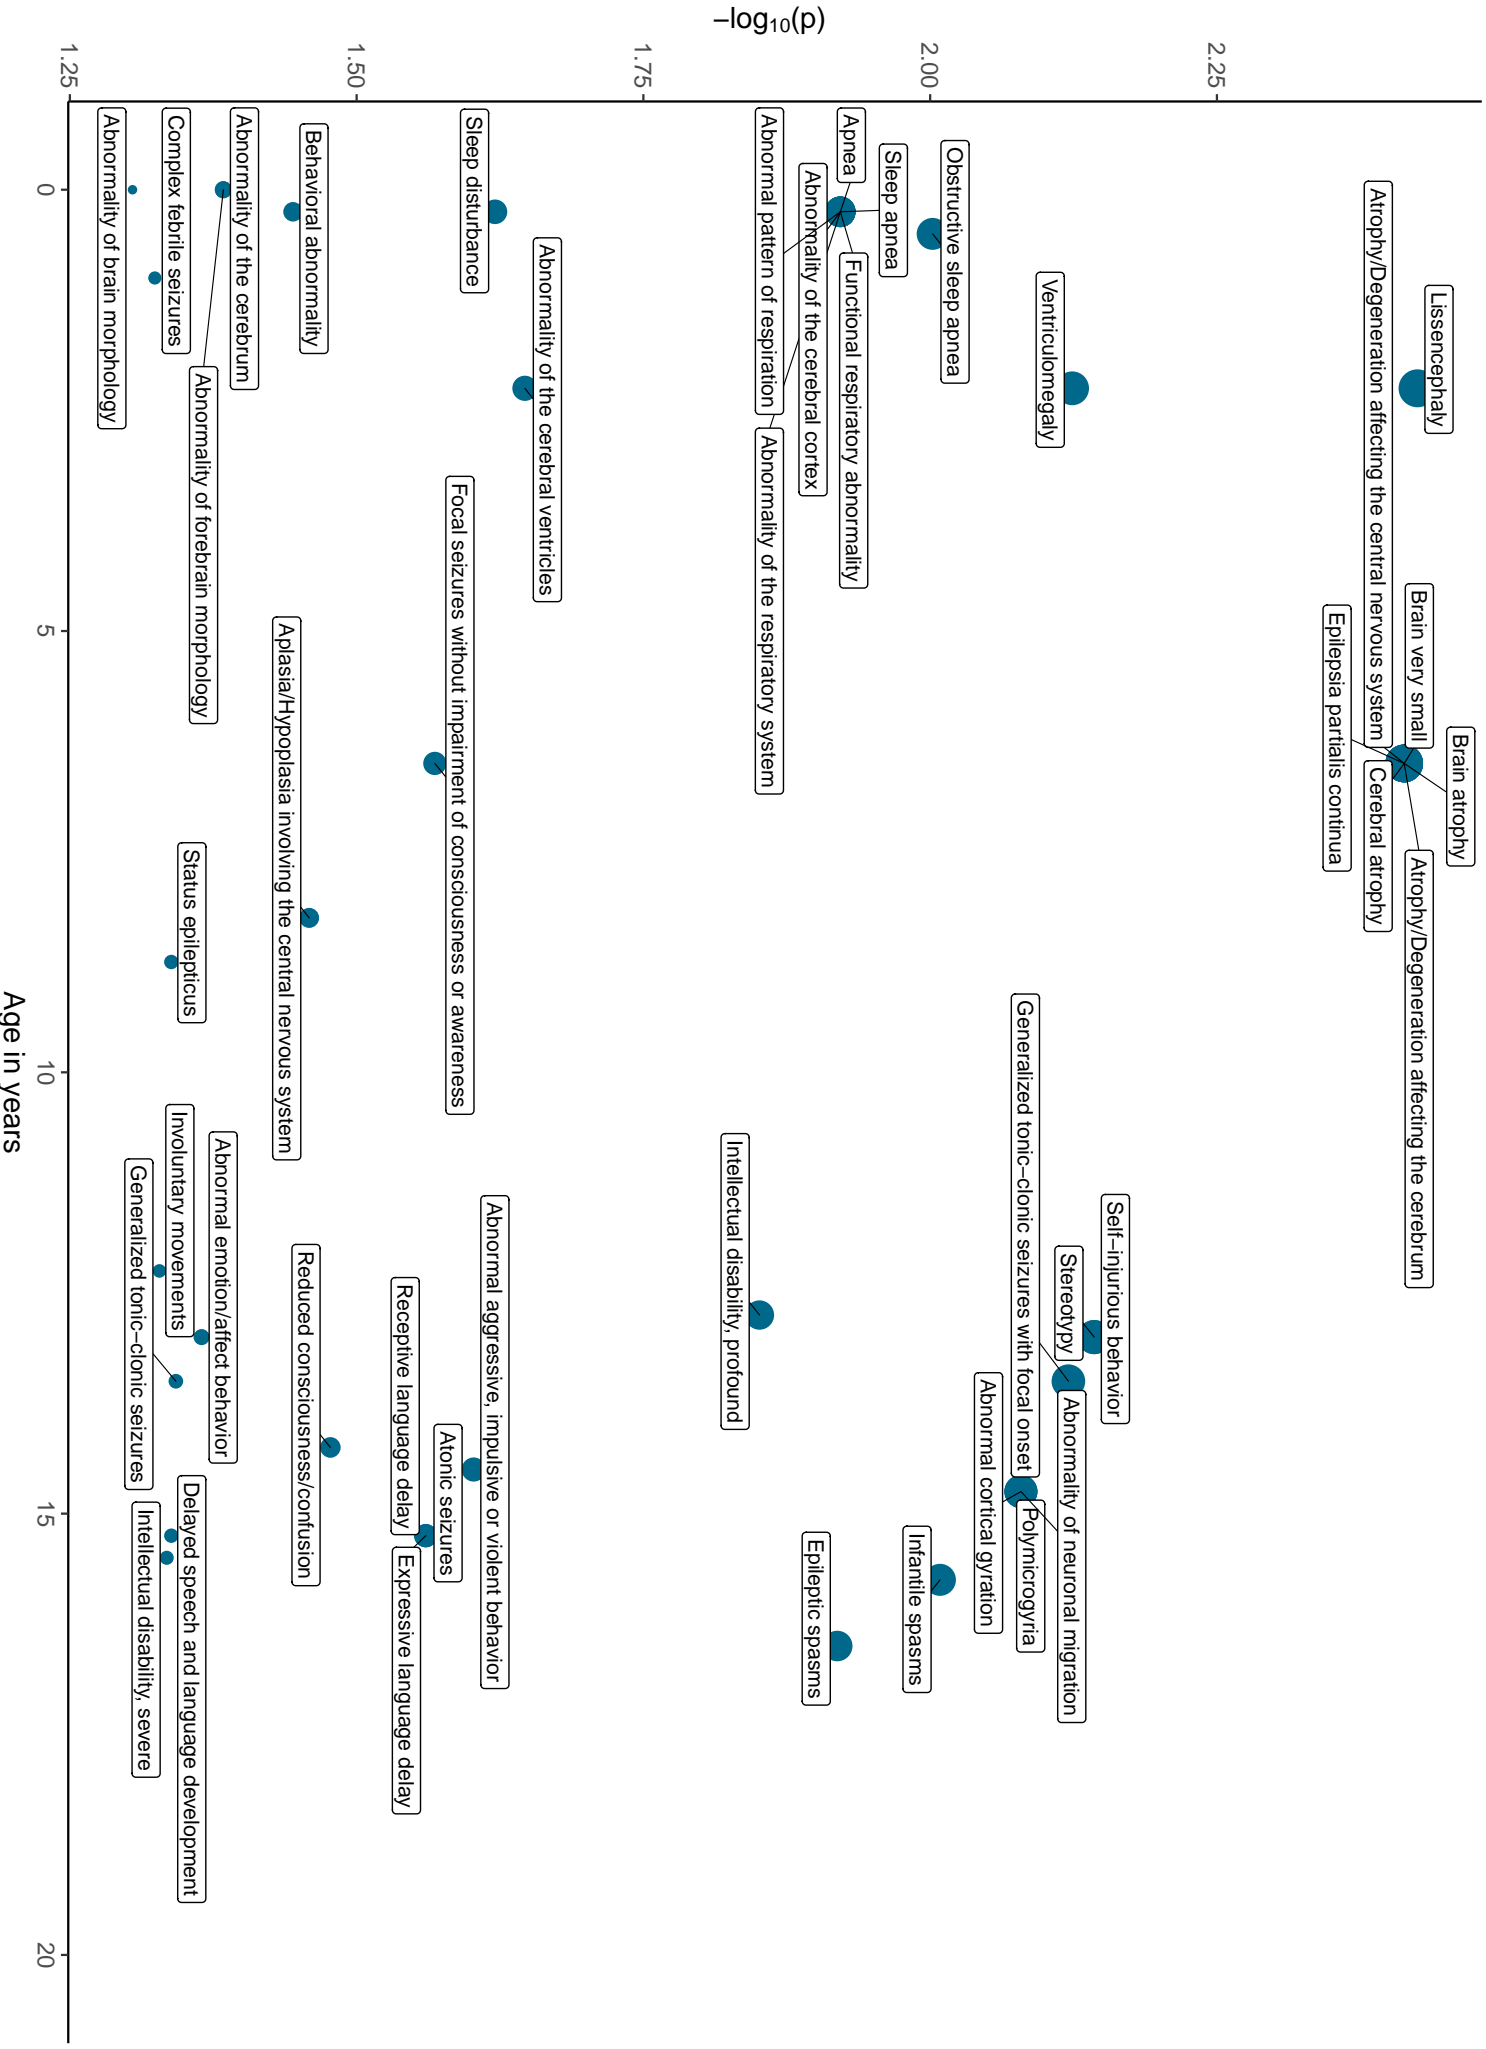 −log10(p)
1.25
1.50
1.75
2.00
2.25
Lissencephaly
Brain atrophy
Brain very small
Atrophy/Degeneration affecting the cerebrum
Atrophy/Degeneration affecting the central nervous system
Cerebral atrophy
Epilepsia partialis continua
Self−injurious behavior
Stereotypy
Ventriculomegaly
Abnormality of neuronal migration
Generalized tonic−clonic seizures with focal onset
Polymicrogyria
Abnormal cortical gyration
Obstructive sleep apnea
Infantile spasms
Sleep apnea
Apnea
Functional respiratory abnormality
Abnormality of the cerebral cortex
Epileptic spasms
Abnormal pattern of respiration
Abnormality of the respiratory system
Intellectual disability, profound
Abnormality of the cerebral ventricles
Sleep disturbance
Abnormal aggressive, impulsive or violent behavior
Focal seizures without impairment of consciousness or awareness
Atonic seizures
Receptive language delay
Expressive language delay
Behavioral abnormality
Reduced consciousness/confusion
Aplasia/Hypoplasia involving the central nervous system
Abnormality of the cerebrum
Abnormal emotion/affect behavior
Abnormality of forebrain morphology
Status epilepticus
Delayed speech and language development
Complex febrile seizures
Involuntary movements
Generalized tonic−clonic seizures
Intellectual disability, severe
Abnormality of brain morphology
0
5
10
15
20
Age in years